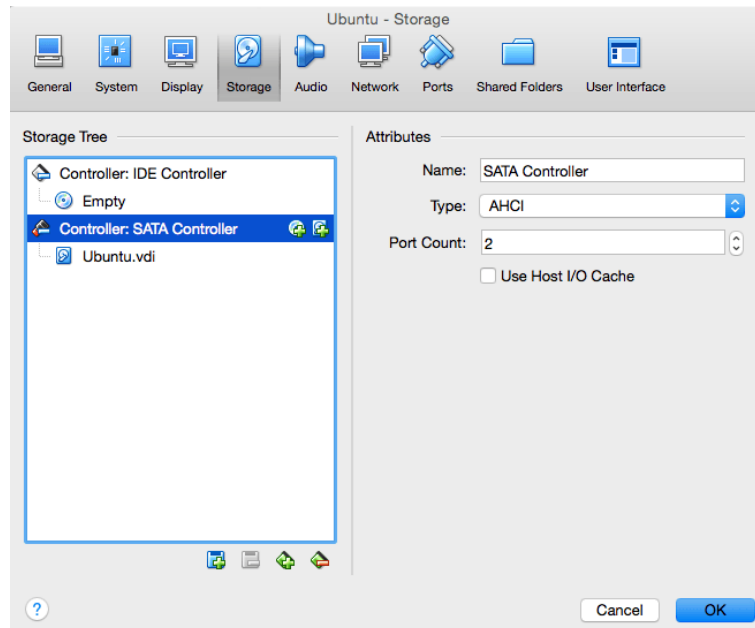 Ubuntu - Storage
General System Display Storage Audio Network Ports Shared Folders User Interface
Storage Tree
Controller: IDE Controller
Empty
Controller: SATA Controller
Ubuntu.vdi
Attributes
Name: SATA Controller
Type: AHCI
Port Count: 2
Use Host I/O Cache
?
Cancel OK